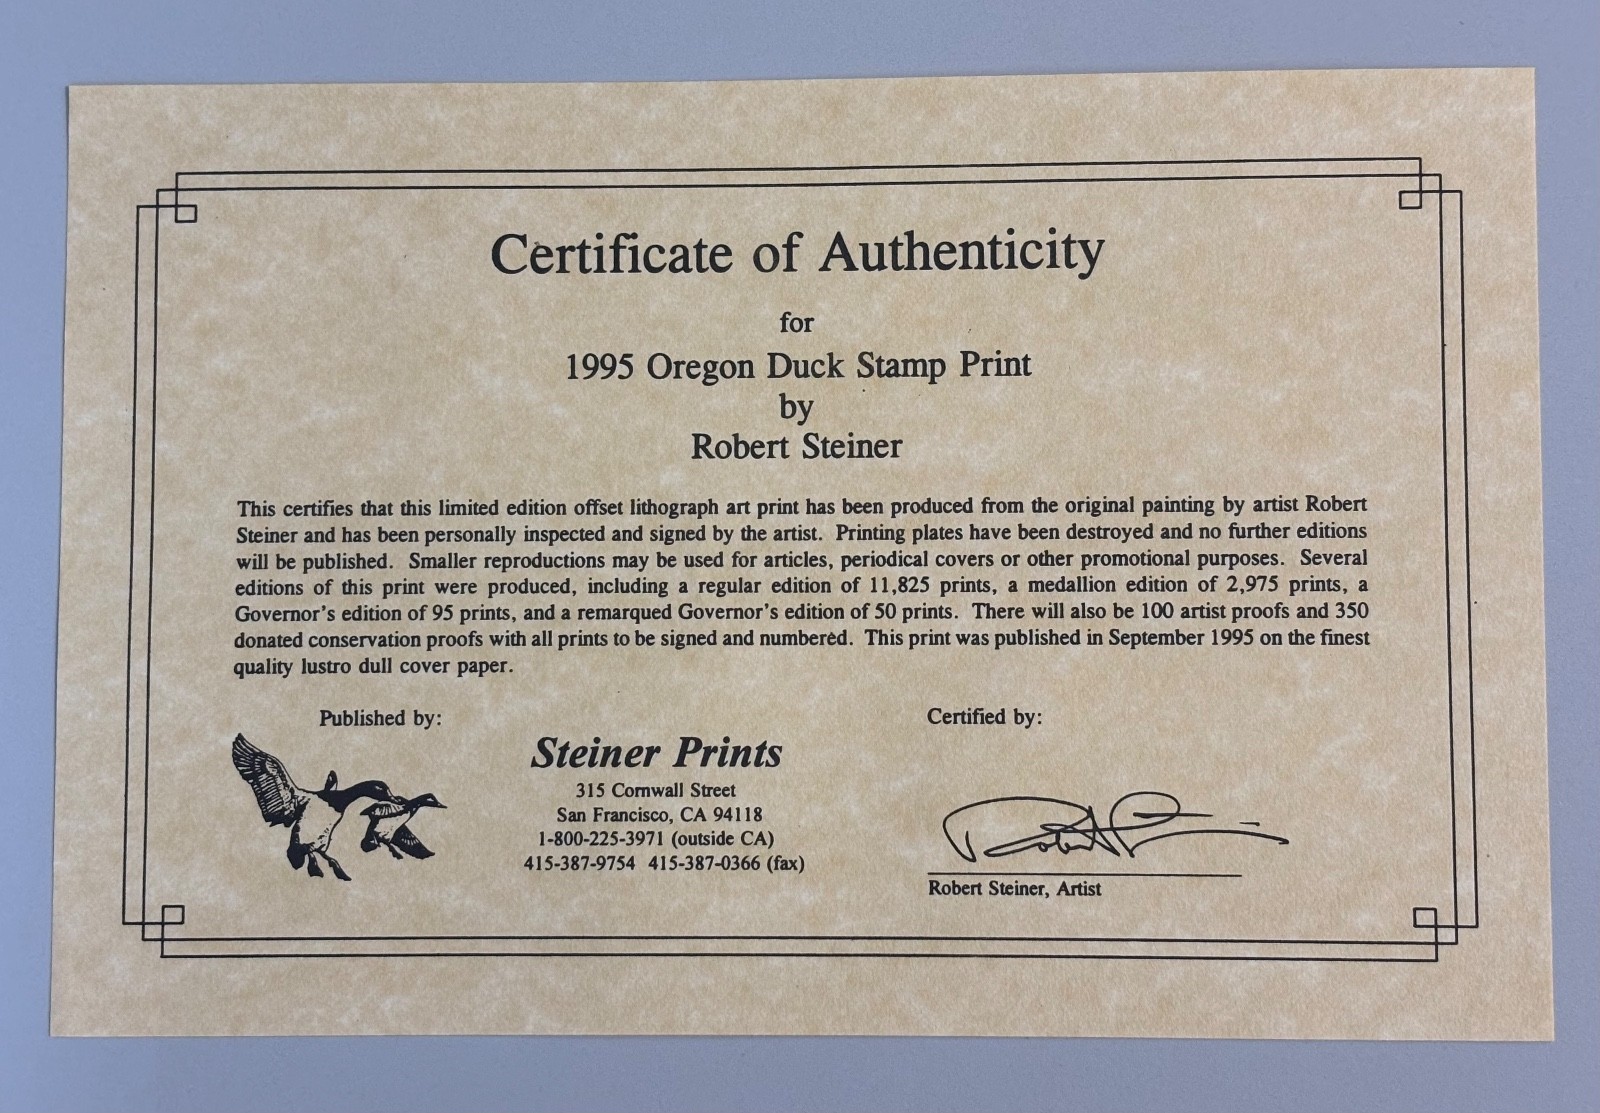 Certificate of Authenticity
for
1995 Oregon Duck Stamp Print
by
Robert Steiner
This certifies that this limited edition offset lithograph art print has been produced from the original painting by artist Robert
Steiner and has been personally inspected and signed by the artist. Printing plates have been destroyed and no further editions
will be published. Smaller reproductions may be used for articles, periodical covers or other promotional purposes. Several
editions of this print were produced, including a regular edition of 11,825 prints, a medallion edition of 2,975 prints, a
Governor's edition of 95 prints, and a remarqued Governor's edition of 50 prints. There will also be 100 artist proofs and 350
donated conservation proofs with all prints to be signed and numbered. This print was published in September 1995 on the finest
quality lustro dull cover paper.
Published by:
Steiner Prints
315 Cornwall Street
San Francisco, CA 94118
1-800-225-3971 (outside CA)
415-387-9754 415-387-0366 (fax)
Certified by:
Robert Steiner, Artist